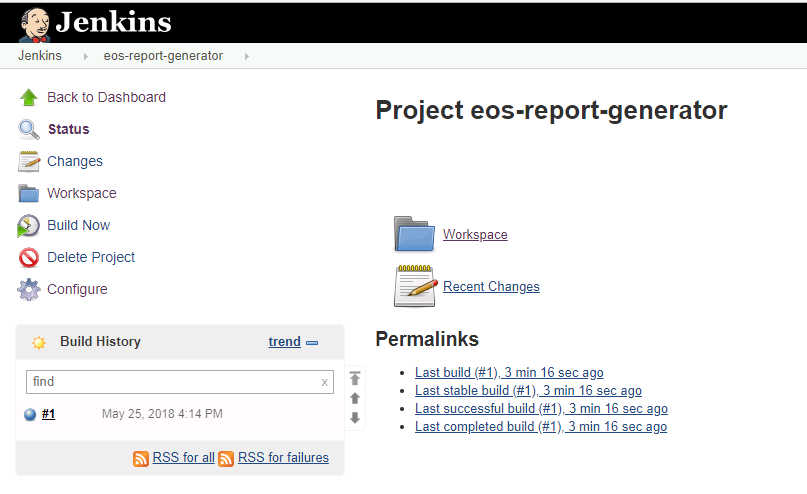 Jenkins
Jenkins eos-report-generator
Back to Dashboard
Status
Changes
Workspace
Build Now
Delete Project
Configure
Build History trend
find x
#1 May 25, 2018 4:14 PM
RSS for all RSS for failures
Project eos-report-generator
Workspace
Recent Changes
Permalinks
Last build (#1), 3 min 16 sec ago
Last stable build (#1), 3 min 16 sec ago
Last successful build (#1), 3 min 16 sec ago
Last completed build (#1), 3 min 16 sec ago